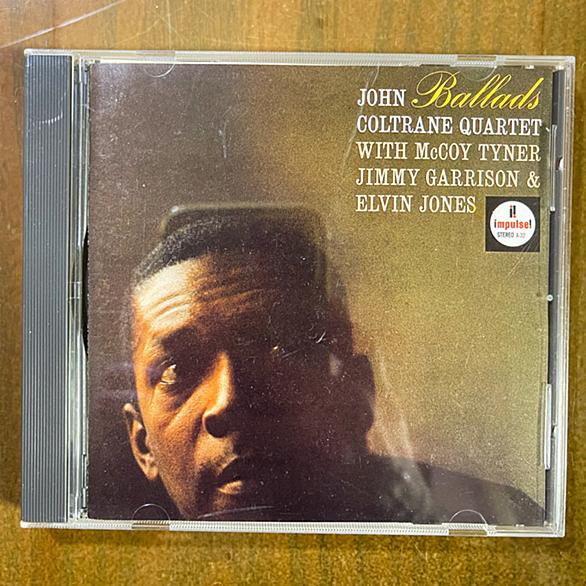 JOHN Ballads
COLTRANE QUARTET
WITH McCOY TYNER
JIMMY GARRISON &
ELVIN JONES
i!
impulse!
STEREO A-32